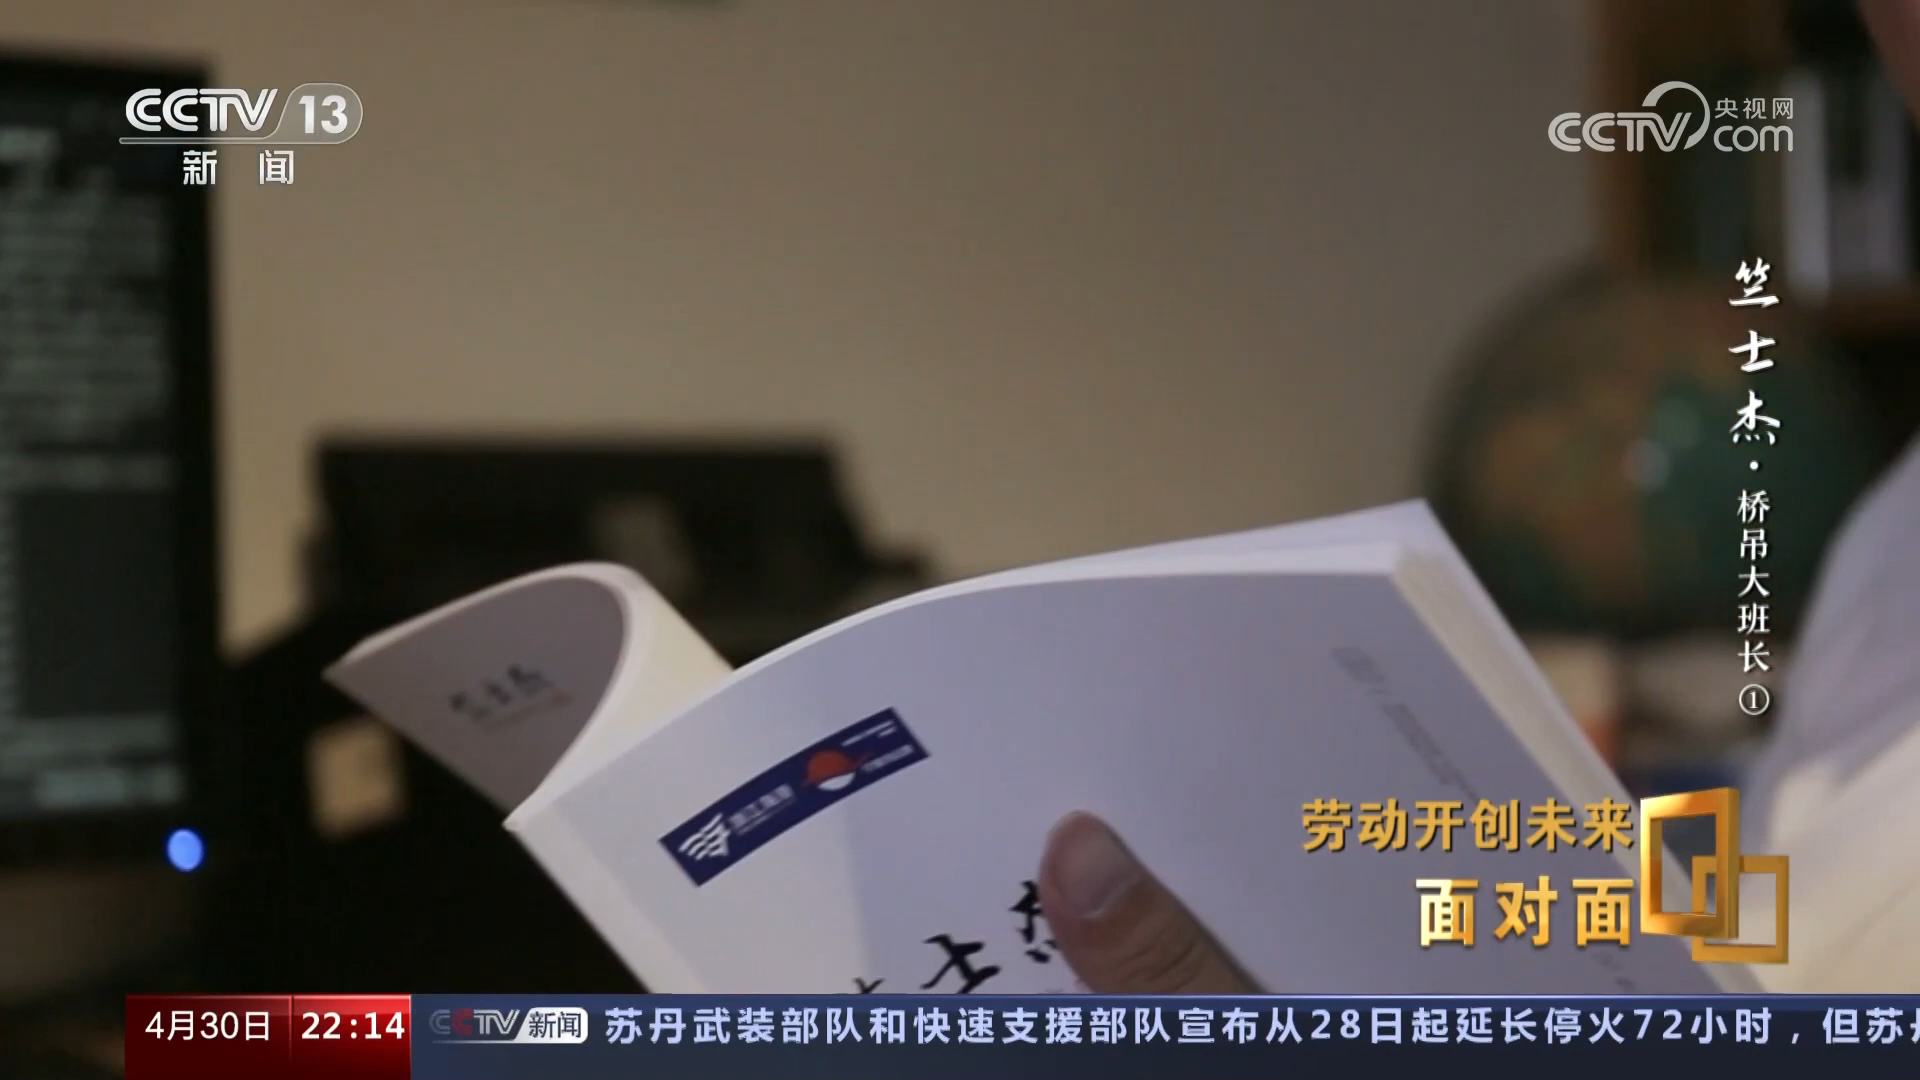 CCTV 13
新闻
央视网
CCTV.com
竺士杰·桥吊大班长①
劳动开创未来
面对面
士杰
4月30日 22:14 CCTV新闻 苏丹武装部队和快速支援部队宣布从28日起延长停火72小时，但苏